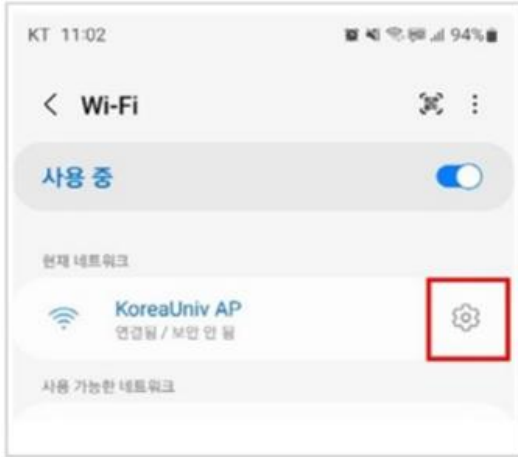 KT 11:02 94%
Wi-Fi
사용 중
현재 네트워크
KoreaUniv AP
연결됨 / 보안 안 됨
사용 가능한 네트워크